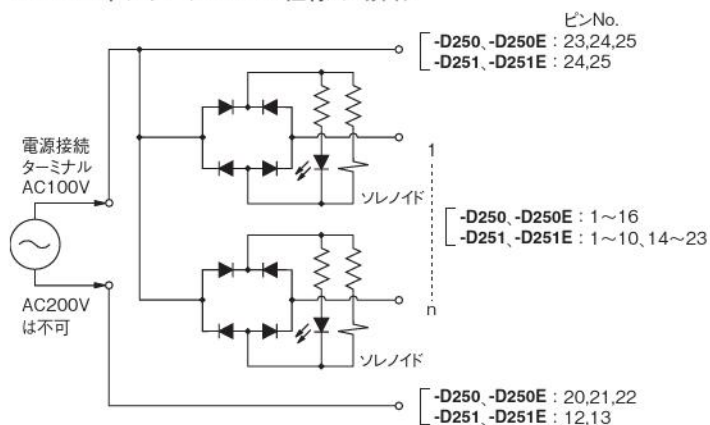 ピンNo.
-D250、-D250E：23,24,25
-D251、-D251E：24,25
電源接続
ターミナル
AC100V
1
ソレノイド
-D250、-D250E：1～16
-D251、-D251E：1～10、14～23
AC200V
は不可
n
ソレノイド
-D250、-D250E：20,21,22
-D251、-D251E：12,13